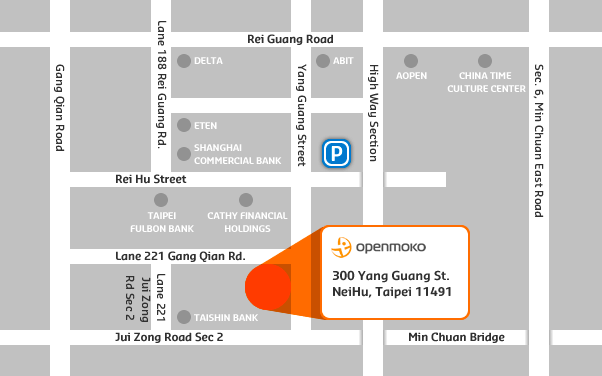 Rei Guang Road
Lane 188 Rei Guang Rd.
DELTA
ABIT
AOPEN
CHINA TIME
CULTURE CENTER
Gang Qian Road
Yang Guang Street
High Way Section
Sec. 6, Min Chuan East Road
ETEN
SHANGHAI
COMMERCIAL BANK
P
Rei Hu Street
TAIPEI
FULBON BANK
CATHY FINANCIAL
HOLDINGS
Lane 221 Gang Qian Rd.
openmoko
300 Yang Guang St.
NeiHu, Taipei 11491
Lane 221
Jui Zong
Rd Sec 2
TAISHIN BANK
Jui Zong Road Sec 2
Min Chuan Bridge